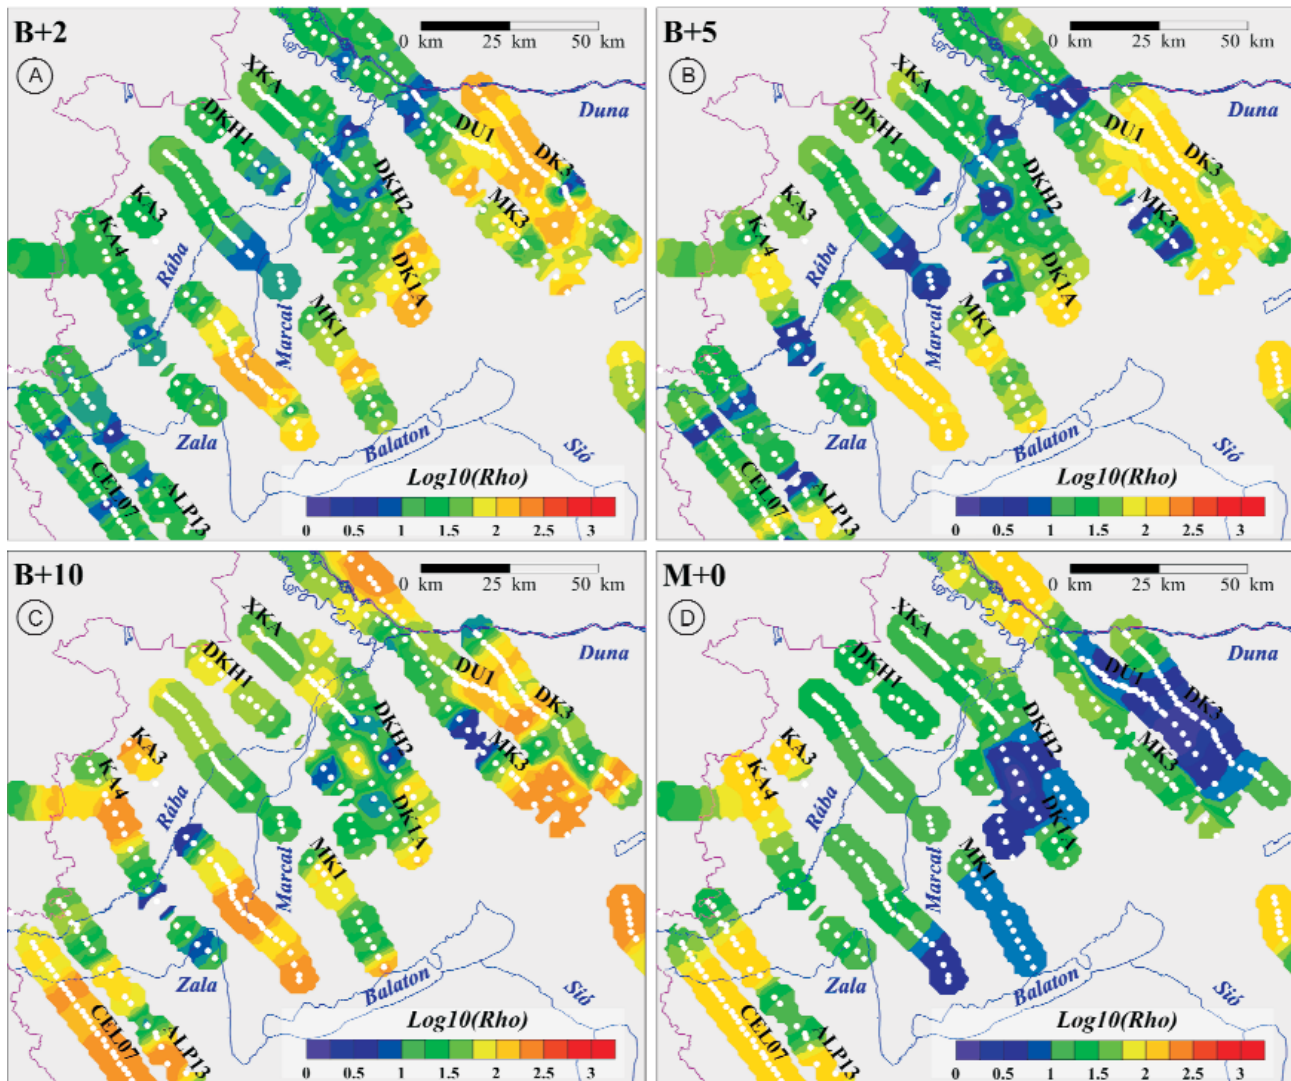 B+2
0 km 25 km 50 km
A
XKA
Duna
DKH1
DU1
DK3
DKH2
KA3
KA4
MK3
Rába
DK1A
MK1
Marcal
Zala
Balaton
Sió
CEL07
ALP13
Log10(Rho)
0 0.5 1 1.5 2 2.5 3
B+5
0 km 25 km 50 km
B
XKA
Duna
DKH1
DU1
DK3
DKH2
KA3
KA4
MK3
Rába
DK1A
MK1
Marcal
Zala
Balaton
Sió
CEL07
ALP13
Log10(Rho)
0 0.5 1 1.5 2 2.5 3
B+10
0 km 25 km 50 km
C
XKA
Duna
DKH1
DU1
DK3
DKH2
KA3
KA4
MK3
Rába
DK1A
MK1
Marcal
Zala
Balaton
Sió
CEL07
ALP13
Log10(Rho)
0 0.5 1 1.5 2 2.5 3
M+0
0 km 25 km 50 km
D
XKA
Duna
DKH1
DU1
DK3
DKH2
KA3
KA4
MK3
Rába
DK1A
MK1
Marcal
Zala
Balaton
Sió
CEL07
ALP13
Log10(Rho)
0 0.5 1 1.5 2 2.5 3